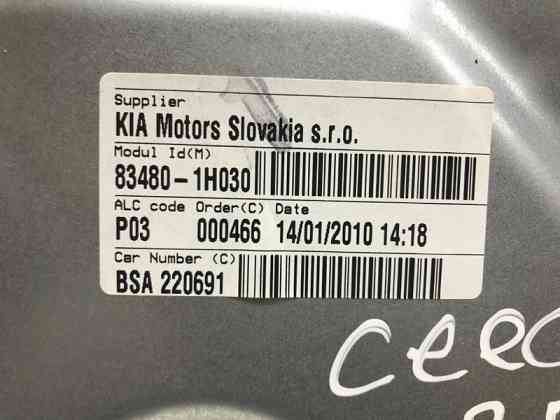 Supplier
KIA Motors Slovakia s.r.o.
Modul Id(M)
83480-1H030
ALC code Order(C) Date
P03 000466 14/01/2010 14:18
Car Number (C)
BSA 220691